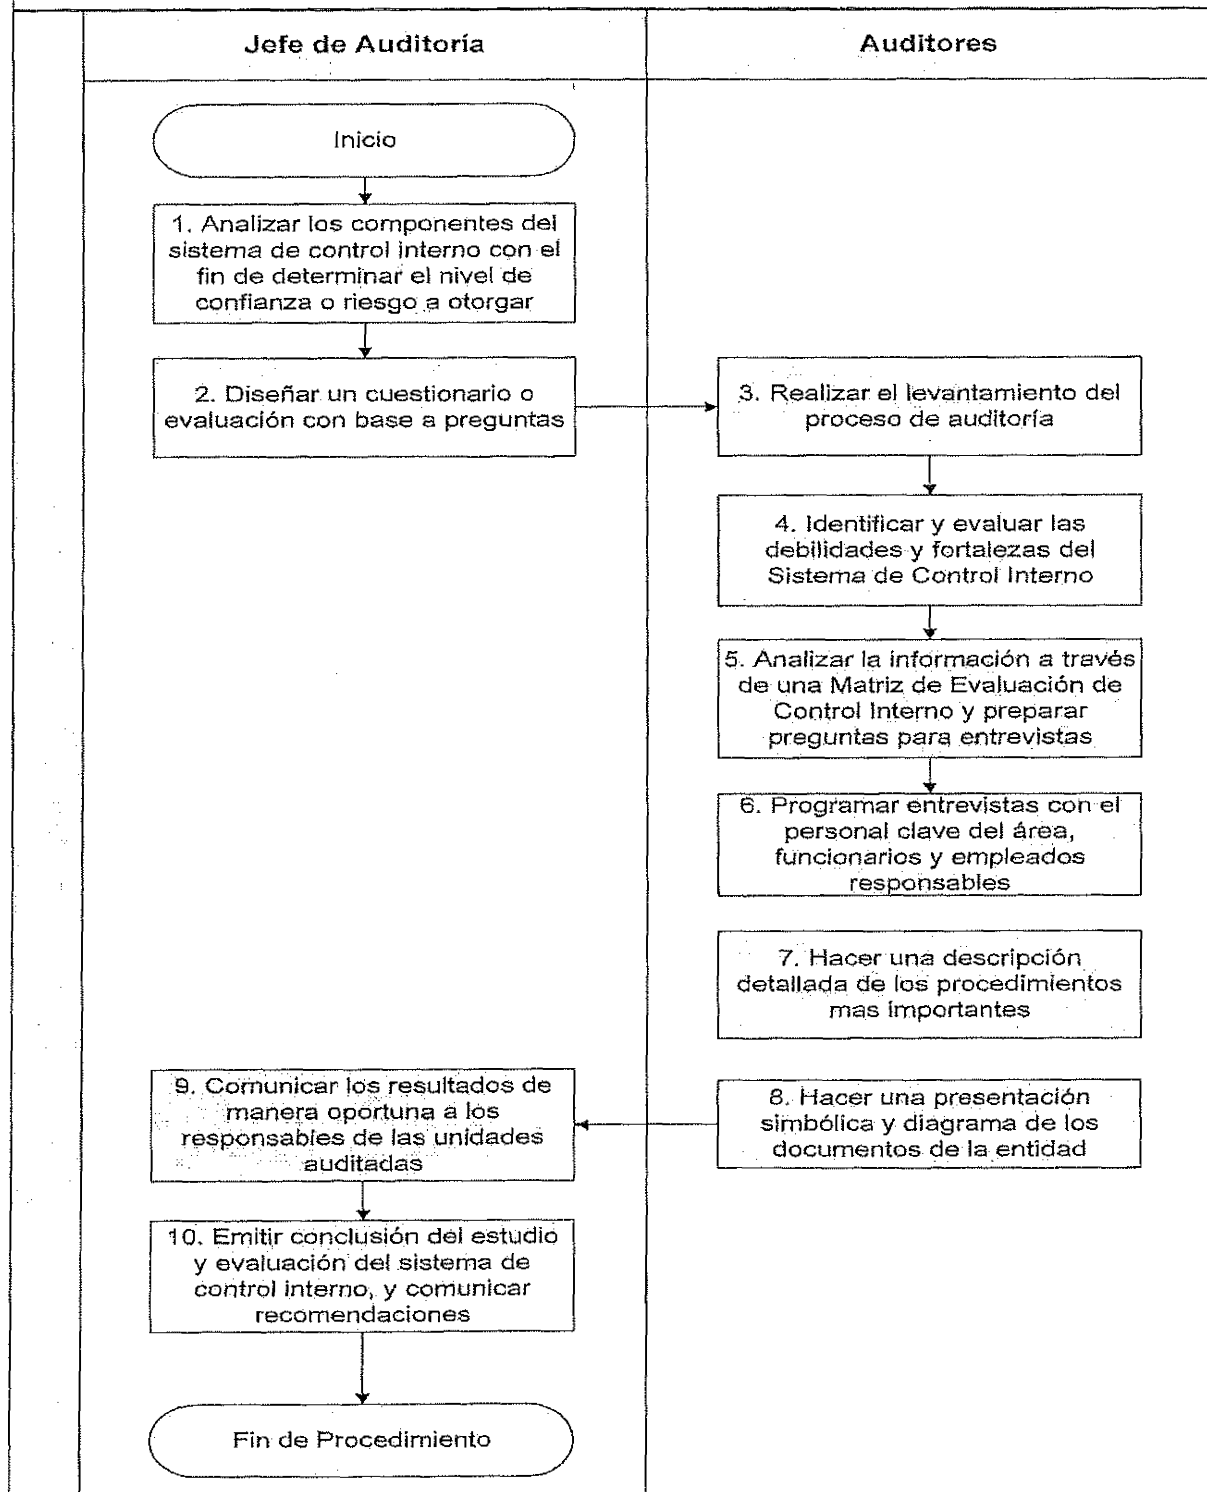 Jefe de Auditoría
Auditores
Inicio
1. Analizar los componentes del
sistema de control interno con el
fin de determinar el nivel de
confianza o riesgo a otorgar
2. Diseñar un cuestionario o
evaluación con base a preguntas
3. Realizar el levantamiento del
proceso de auditoría
4. Identificar y evaluar las
debilidades y fortalezas del
Sistema de Control Interno
5. Analizar la información a través
de una Matriz de Evaluación de
Control Interno y preparar
preguntas para entrevistas
6. Programar entrevistas con el
personal clave del área,
funcionarios y empleados
responsables
7. Hacer una descripción
detallada de los procedimientos
mas importantes
8. Hacer una presentación
simbólica y diagrama de los
documentos de la entidad
9. Comunicar los resultados de
manera oportuna a los
responsables de las unidades
auditadas
10. Emitir conclusión del estudio
y evaluación del sistema de
control interno, y comunicar
recomendaciones
Fin de Procedimiento